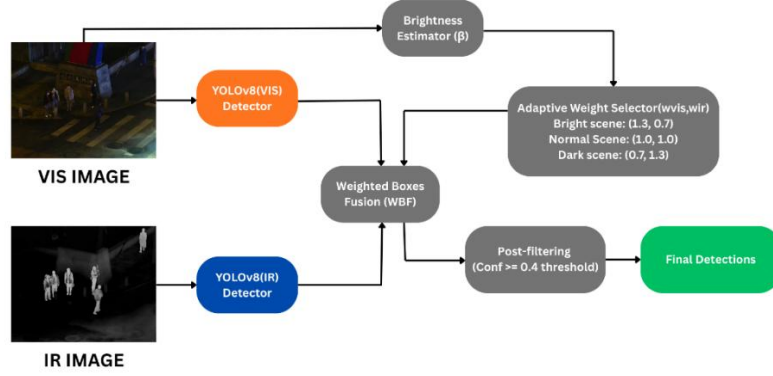 Brightness
Estimator (β)
YOLOv8(VIS)
Detector
Adaptive Weight Selector(wvis,wir)
Bright scene: (1.3, 0.7)
Normal Scene: (1.0, 1.0)
Dark scene: (0.7, 1.3)
VIS IMAGE
Weighted Boxes
Fusion (WBF)
YOLOv8(IR)
Detector
Post-filtering
(Conf >= 0.4 threshold)
Final Detections
IR IMAGE